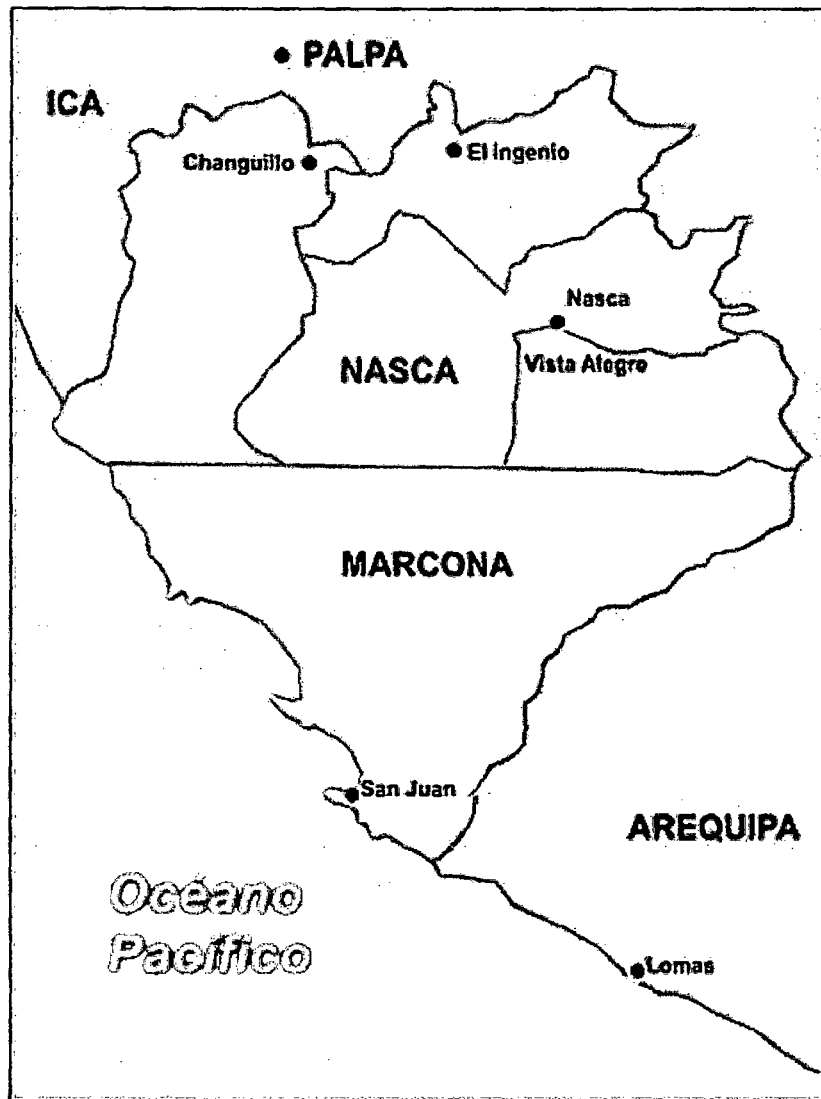 PALPA
ICA
Changuillo
El Ingenio
Nasca
NASCA
Vista Alegre
MARCONA
San Juan
AREQUIPA
Océano
Pacífico
Lomas